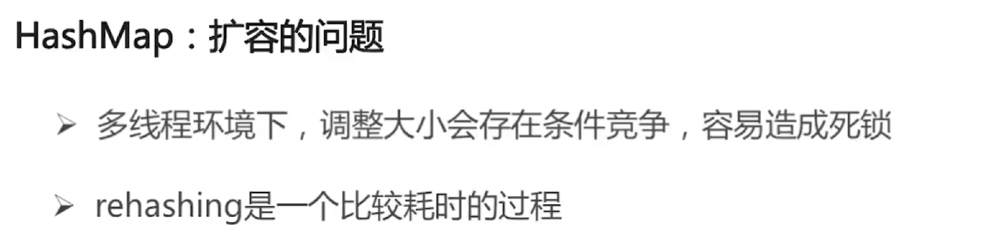 HashMap：扩容的问题
➢ 多线程环境下，调整大小会存在条件竞争，容易造成死锁
➢ rehashing是一个比较耗时的过程